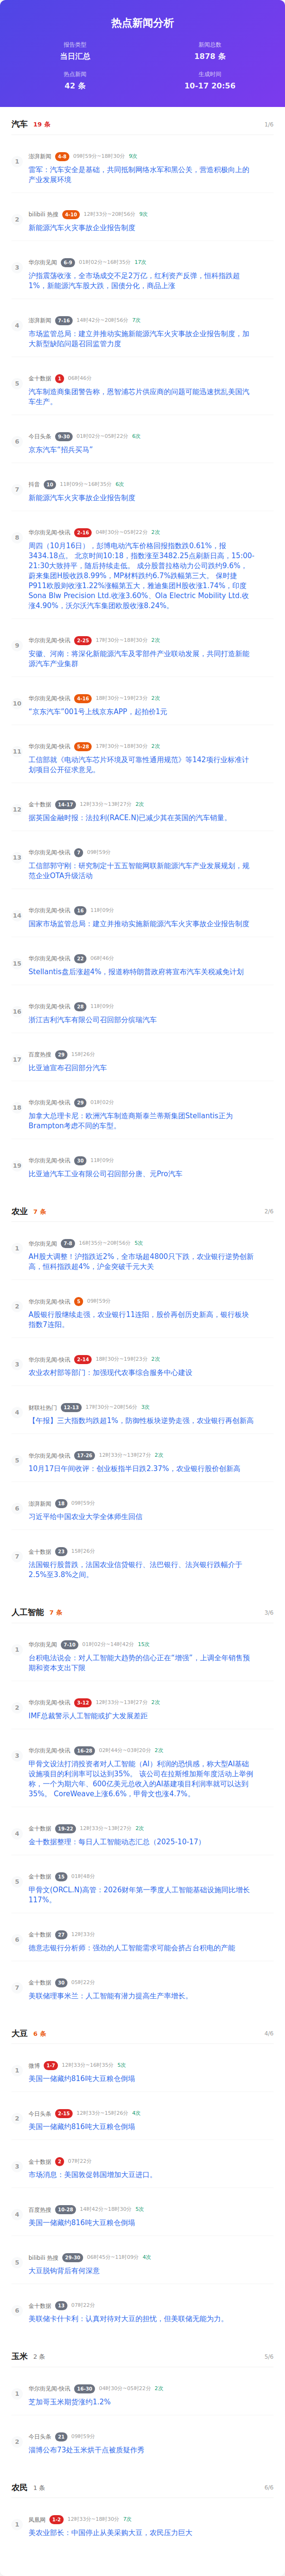 热点新闻分析
报告类型
当日汇总
新闻总数
1878 条
热点新闻
42 条
生成时间
10-17 20:56
汽车 19 条 1/6
1
澎湃新闻 4-8 09时59分~18时30分 9次
雷军：汽车安全是基础，共同抵制网络水军和黑公关，营造积极向上的
产业发展环境
2
bilibili 热搜 4-10 12时33分~20时56分 9次
新能源汽车火灾事故企业报告制度
3
华尔街见闻 6-9 01时02分~16时35分 17次
沪指震荡收涨，全市场成交不足2万亿，红利资产反弹，恒科指跌超
1%，新能源汽车股大跌，国债分化，商品上涨
4
澎湃新闻 7-16 14时42分~20时56分 7次
市场监管总局：建立并推动实施新能源汽车火灾事故企业报告制度，加
大新型缺陷问题召回监管力度
5
金十数据 1 06时46分
汽车制造商集团警告称，恩智浦芯片供应商的问题可能迅速扰乱美国汽
车生产。
6
今日头条 9-30 01时02分~05时22分 6次
京东汽车“招兵买马”
7
抖音 10 11时09分~16时35分 6次
新能源汽车火灾事故企业报告制度
8
华尔街见闻-快讯 2-16 04时30分~05时22分 2次
周四（10月16日），彭博电动汽车价格回报指数跌0.61%，报
3434.18点。 北京时间10:18，指数涨至3482.25点刷新日高，15:00-
21:30大致持平，随后持续走低。 成分股普拉格动力公司跌约9.6%，
蔚来集团H股收跌8.99%，MP材料跌约6.7%跌幅第三大。 保时捷
P911欧股则收涨1.22%涨幅第五大，雅迪集团H股收涨1.74%，印度
Sona Blw Precision Ltd.收涨3.60%、Ola Electric Mobility Ltd.收
涨4.90%，沃尔沃汽车集团欧股收涨8.24%。
9
华尔街见闻-快讯 2-25 17时30分~18时30分 2次
安徽、河南：将深化新能源汽车及零部件产业联动发展，共同打造新能
源汽车产业集群
10
华尔街见闻-快讯 4-16 18时30分~19时23分 2次
“京东汽车”001号上线京东APP，起拍价1元
11
华尔街见闻-快讯 5-28 17时30分~18时30分 2次
工信部就《电动汽车芯片环境及可靠性通用规范》等142项行业标准计
划项目公开征求意见。
12
金十数据 14-17 12时33分~13时27分 2次
据英国金融时报：法拉利(RACE.N)已减少其在英国的汽车销量。
13
华尔街见闻-快讯 7 09时59分
工信部郭守刚：研究制定十五五智能网联新能源汽车产业发展规划，规
范企业OTA升级活动
14
华尔街见闻-快讯 16 11时09分
国家市场监管总局：建立并推动实施新能源汽车火灾事故企业报告制度
15
华尔街见闻-快讯 22 06时46分
Stellantis盘后涨超4%，报道称特朗普政府将宣布汽车关税减免计划
16
华尔街见闻-快讯 28 11时09分
浙江吉利汽车有限公司召回部分缤瑞汽车
17
百度热搜 29 15时26分
比亚迪宣布召回部分汽车
18
华尔街见闻-快讯 29 01时02分
加拿大总理卡尼：欧洲汽车制造商斯泰兰蒂斯集团Stellantis正为
Brampton考虑不同的车型。
19
华尔街见闻-快讯 30 11时09分
比亚迪汽车工业有限公司召回部分唐、元Pro汽车
农业 7 条 2/6
1
华尔街见闻 7-8 16时35分~20时56分 5次
AH股大调整！沪指跌近2%，全市场超4800只下跌，农业银行逆势创新
高，恒科指跌超4%，沪金突破千元大关
2
华尔街见闻-快讯 5 09时59分
A股银行股继续走强，农业银行11连阳，股价再创历史新高，银行板块
指数7连阳。
3
华尔街见闻-快讯 2-14 18时30分~19时23分 2次
农业农村部等部门：加强现代农事综合服务中心建设
4
财联社热门 12-13 17时30分~20时56分 3次
【午报】三大指数均跌超1%，防御性板块逆势走强，农业银行再创新高
5
华尔街见闻-快讯 17-26 12时33分~13时27分 2次
10月17日午间收评：创业板指半日跌2.37%，农业银行股价创新高
6
澎湃新闻 18 09时59分
习近平给中国农业大学全体师生回信
7
金十数据 23 15时26分
法国银行股普跌，法国农业信贷银行、法巴银行、法兴银行跌幅介于
2.5%至3.8%之间。
人工智能 7 条 3/6
1
华尔街见闻 7-10 01时02分~14时42分 15次
台积电法说会：对人工智能大趋势的信心正在“增强”，上调全年销售预
期和资本支出下限
2
华尔街见闻-快讯 3-12 12时33分~13时27分 2次
IMF总裁警示人工智能或扩大发展差距
3
华尔街见闻-快讯 16-28 02时44分~03时20分 2次
甲骨文设法打消投资者对人工智能（AI）利润的恐惧感，称大型AI基础
设施项目的利润率可以达到35%。 该公司在拉斯维加斯年度活动上举例
称，一个为期六年、600亿美元总收入的AI基建项目利润率就可以达到
35%。 CoreWeave上涨6.6%，甲骨文也涨4.7%。
4
金十数据 19-22 12时33分~13时27分 2次
金十数据整理：每日人工智能动态汇总（2025-10-17）
5
金十数据 15 01时48分
甲骨文(ORCL.N)高管：2026财年第一季度人工智能基础设施同比增长
117%。
6
金十数据 27 12时33分
德意志银行分析师：强劲的人工智能需求可能会挤占台积电的产能
7
金十数据 30 05时22分
美联储理事米兰：人工智能有潜力提高生产率增长。
大豆 6 条 4/6
1
微博 1-7 12时33分~16时35分 5次
美国一储藏约816吨大豆粮仓倒塌
2
今日头条 2-15 12时33分~15时26分 4次
美国一储藏约816吨大豆粮仓倒塌
3
金十数据 2 07时22分
市场消息：美国敦促韩国增加大豆进口。
4
百度热搜 10-28 14时42分~18时30分 5次
美国一储藏约816吨大豆粮仓倒塌
5
bilibili 热搜 29-30 06时45分~11时09分 4次
大豆脱钩背后有何深意
6
金十数据 13 07时22分
美联储卡什卡利：认真对待对大豆的担忧，但美联储无能为力。
玉米 2 条 5/6
1
华尔街见闻-快讯 16-30 04时30分~05时22分 2次
芝加哥玉米期货涨约1.2%
2
今日头条 21 09时59分
淄博公布73处玉米烘干点被质疑作秀
农民 1 条 6/6
1
凤凰网 1-2 12时33分~18时30分 7次
美农业部长：中国停止从美采购大豆，农民压力巨大